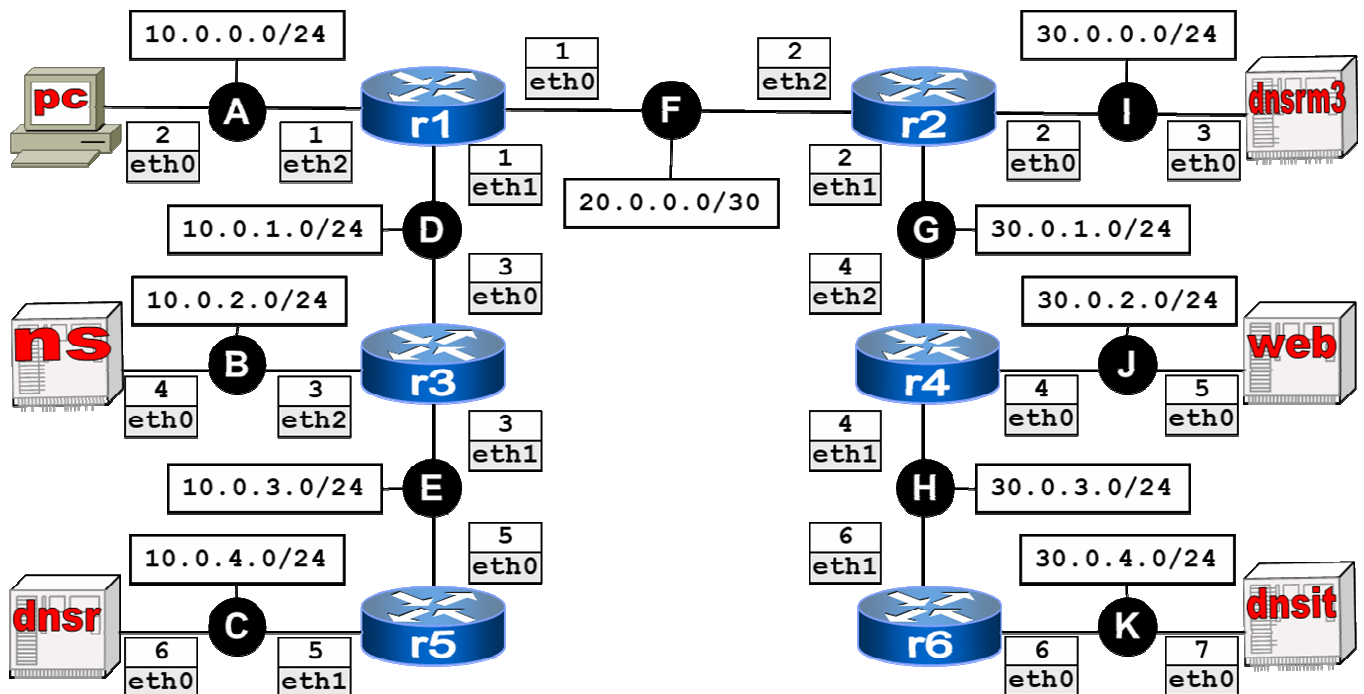 10.0.0.0/24
30.0.0.0/24
1
eth0
2
eth2
pc
A
r1
F
r2
I
dnsrm3
2
eth0
1
eth2
1
eth1
2
eth1
2
eth0
3
eth0
20.0.0.0/30
10.0.1.0/24
D
G
30.0.1.0/24
3
eth0
4
eth2
10.0.2.0/24
30.0.2.0/24
ns
B
r3
r4
J
web
4
eth0
3
eth2
3
eth1
4
eth1
4
eth0
5
eth0
10.0.3.0/24
E
H
30.0.3.0/24
5
eth0
6
eth1
10.0.4.0/24
30.0.4.0/24
dnsr
C
r5
r6
K
dnsit
6
eth0
5
eth1
6
eth0
7
eth0